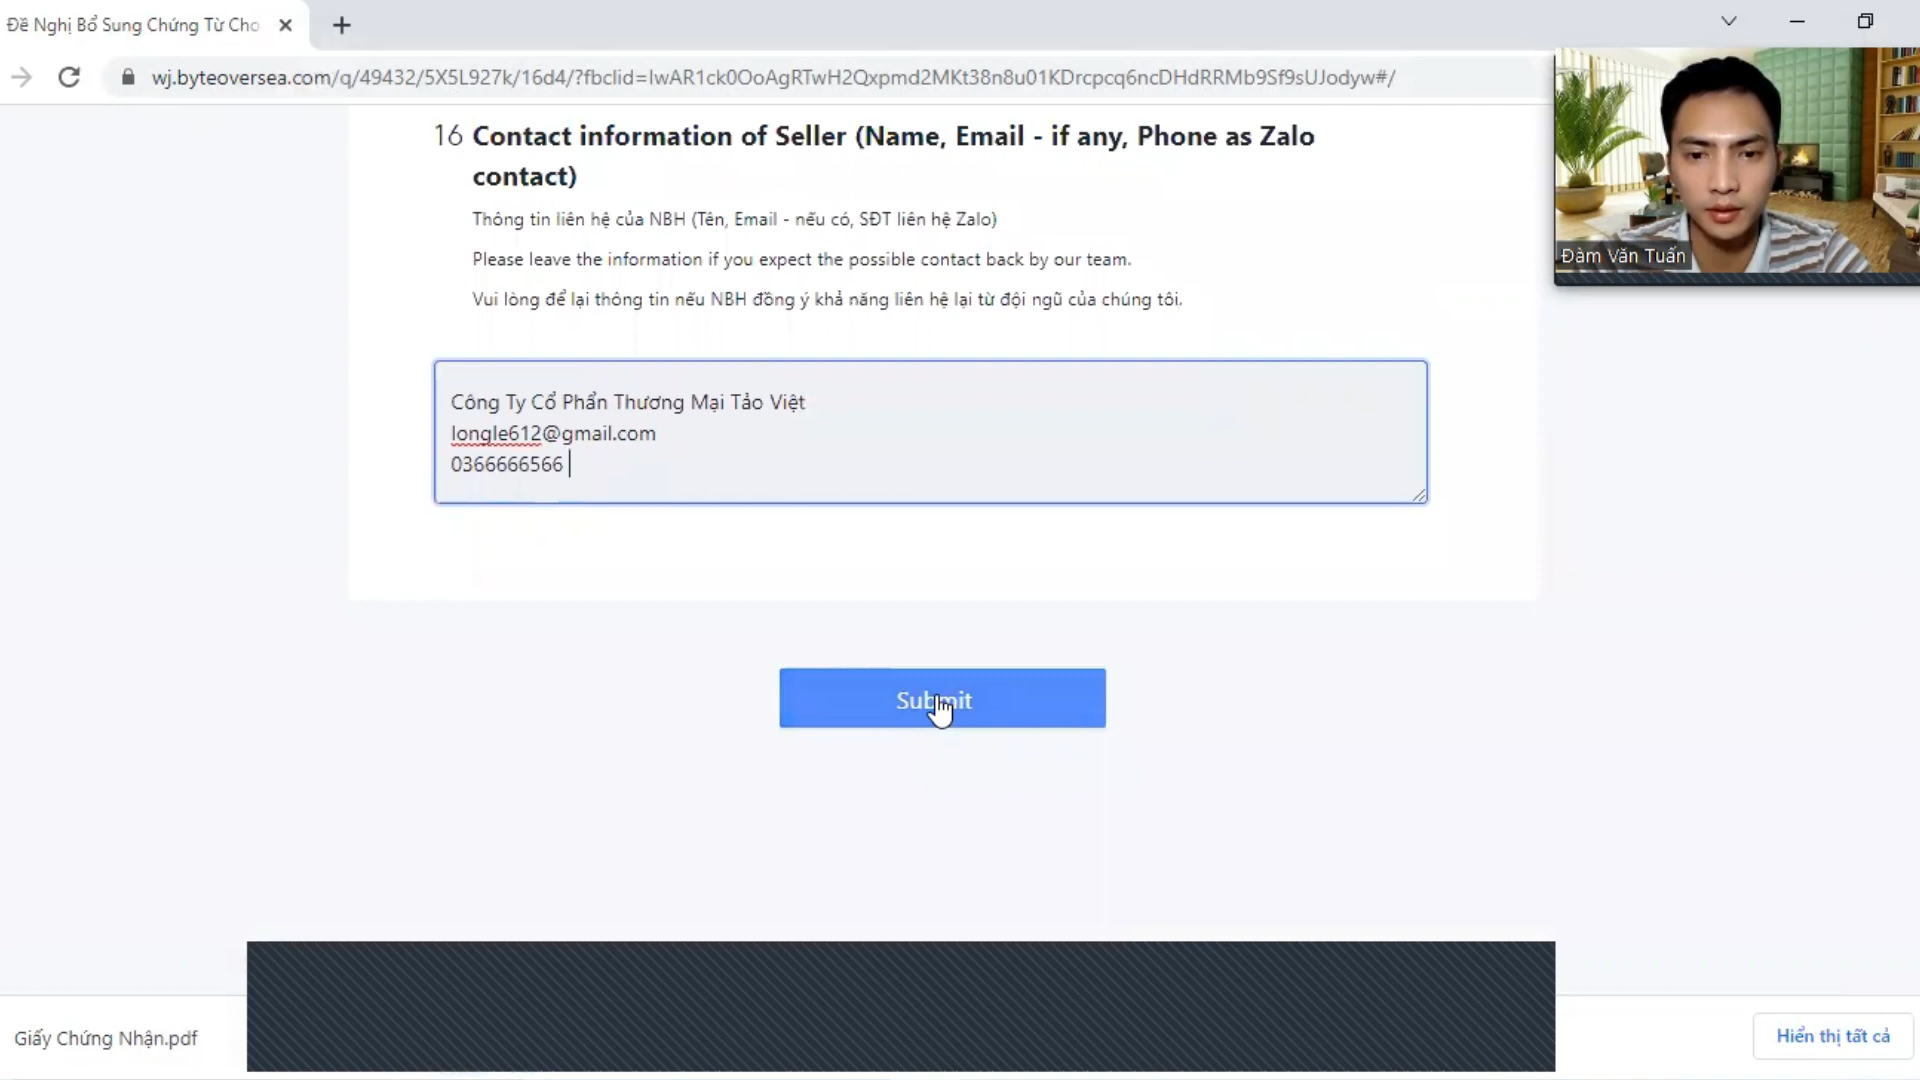 Đề Nghị Bổ Sung Chứng Từ Cho
wj.byteoversea.com/q/49432/5X5L927k/16d4/?fbclid=IwAR1ck0OoAgRTwH2Qxpmd2MKt38n8u01KDrcpcq6ncDHdRRMb9Sf9sUJodyw#/
16 Contact information of Seller (Name, Email - if any, Phone as Zalo
contact)
Thông tin liên hệ của NBH (Tên, Email - nếu có, SĐT liên hệ Zalo)
Please leave the information if you expect the possible contact back by our team.
Vui lòng để lại thông tin nếu NBH đồng ý khả năng liên hệ lại từ đội ngũ của chúng tôi.
Đàm Văn Tuấn
Công Ty Cổ Phẩn Thương Mại Tảo Việt
longle612@gmail.com
0366666566
Submit
Giấy Chứng Nhận.pdf
Hiển thị tất cả